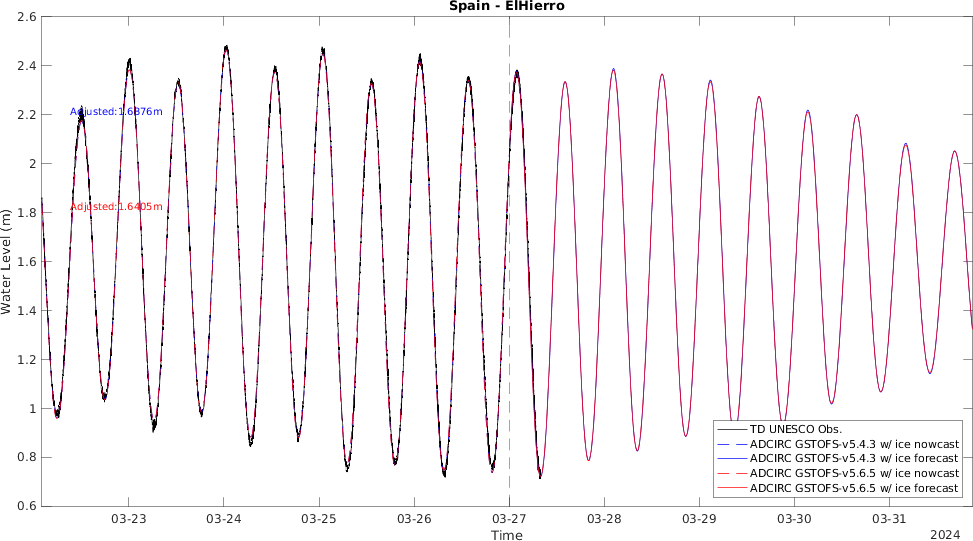 Spain - ElHierro
2.6
2.4
2.2
2
1.8
1.6
1.4
1.2
1
0.8
0.6
Water Level (m)
Adjusted:1.6876m
Adjusted:1.6405m
TD UNESCO Obs.
ADCIRC GSTOFS-v5.4.3 w/ ice nowcast
ADCIRC GSTOFS-v5.4.3 w/ ice forecast
ADCIRC GSTOFS-v5.6.5 w/ ice nowcast
ADCIRC GSTOFS-v5.6.5 w/ ice forecast
03-23 03-24 03-25 03-26 03-27 03-28 03-29 03-30 03-31
Time
2024